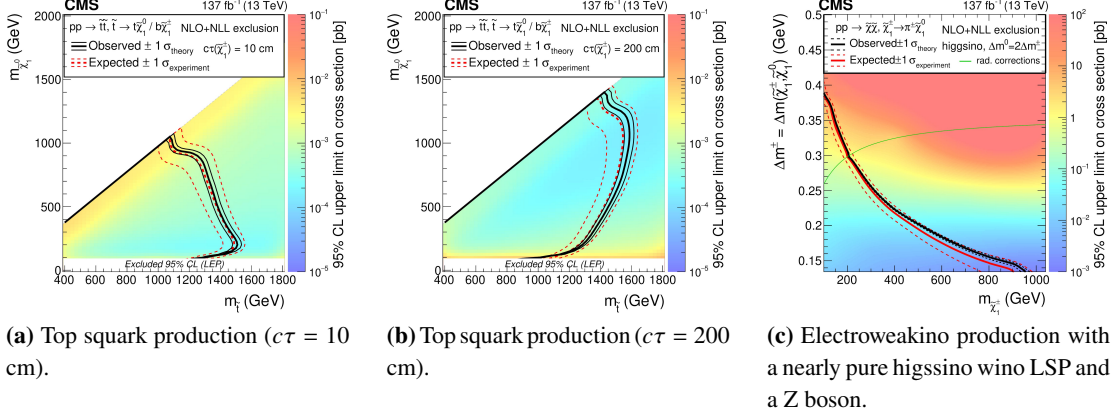 CMS 137 fb⁻¹ (13 TeV)
pp → t̃t̃, t̃ → tχ̃⁰₁ / bχ̃±₁ NLO+NLL exclusion
Observed ± 1 σtheory cτ(χ̃±₁) = 10 cm
Expected ± 1 σexperiment
mχ̃⁰₁ (GeV)
2000
1500
1000
500
0
Excluded 95% CL (LEP)
400 600 800 1000 1200 1400 1600 1800
mt̃ (GeV)
95% CL upper limit on cross section [pb]
10⁻¹
10⁻²
10⁻³
10⁻⁴
10⁻⁵
(a) Top squark production (cτ = 10
cm).
CMS 137 fb⁻¹ (13 TeV)
pp → t̃t̃, t̃ → tχ̃⁰₁ / bχ̃±₁ NLO+NLL exclusion
Observed ± 1 σtheory cτ(χ̃±₁) = 200 cm
Expected ± 1 σexperiment
mχ̃⁰₁ (GeV)
2000
1500
1000
500
0
Excluded 95% CL (LEP)
400 600 800 1000 1200 1400 1600 1800
mt̃ (GeV)
95% CL upper limit on cross section [pb]
10⁻¹
10⁻²
10⁻³
10⁻⁴
10⁻⁵
(b) Top squark production (cτ = 200
cm).
CMS 137 fb⁻¹ (13 TeV)
pp → χ̃χ̃, χ̃±₁→π±χ̃⁰₁ NLO+NLL exclusion
Observed±1 σtheory higgsino, Δm⁰=2Δm±
Expected±1 σexperiment rad. corrections
Δm± = Δm(χ̃±₁,χ̃⁰₁) (GeV)
0.5
0.45
0.4
0.35
0.3
0.25
0.2
0.15
200 400 600 800 1000
mχ̃±₁ (GeV)
95% CL upper limit on cross section [pb]
10²
10
1
10⁻¹
10⁻²
10⁻³
(c) Electroweakino production with
a nearly pure higssino wino LSP and
a Z boson.